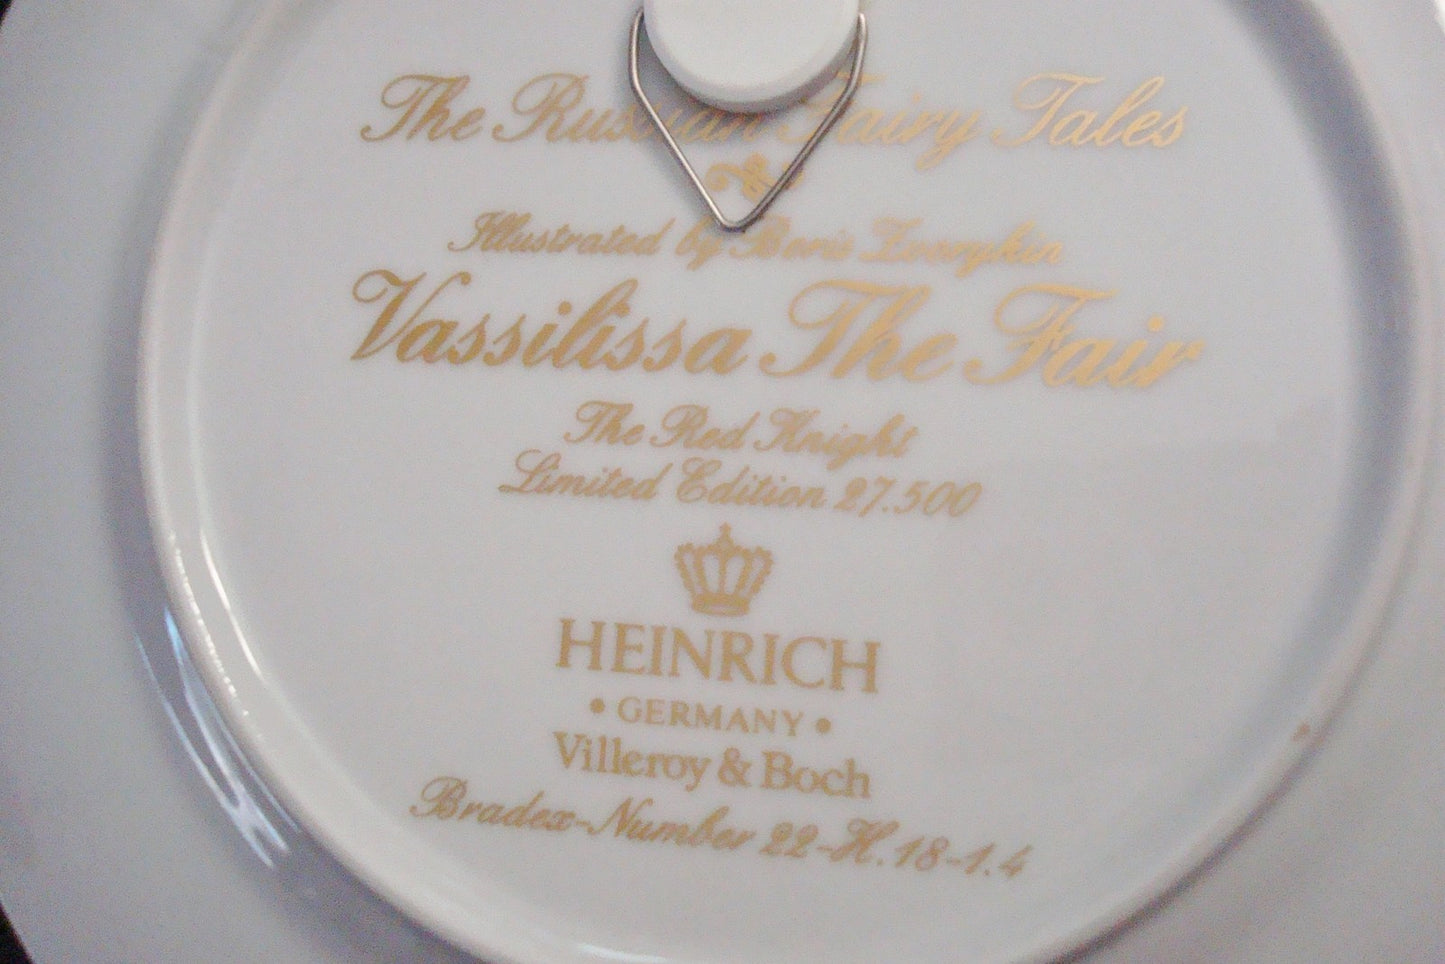 The Russian Fairy Tales
Illustrated by Boris Zvorykin
Vassilissa The Fair
The Red Knight
Limited Edition 27.500
HEINRICH
• GERMANY •
Villeroy & Boch
Bradex-Number 22-H.18-1.4